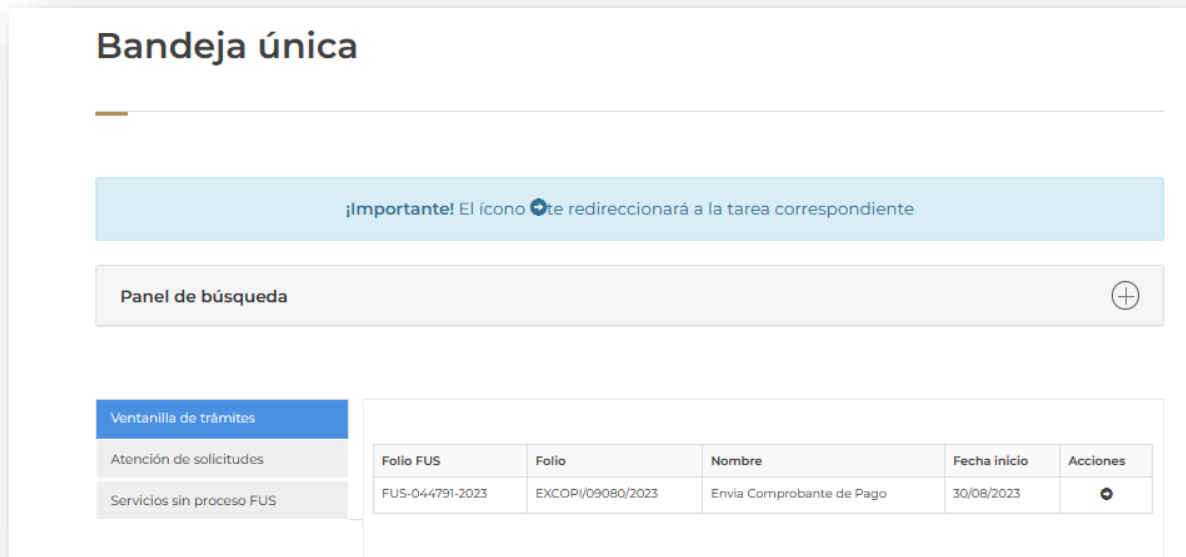 Bandeja única
¡Importante! El ícono te redireccionará a la tarea correspondiente
Panel de búsqueda
Ventanilla de trámites
Atención de solicitudes
Servicios sin proceso FUS
Folio FUS Folio Nombre Fecha inicio Acciones
FUS-044791-2023 EXCOPI/09080/2023 Envia Comprobante de Pago 30/08/2023